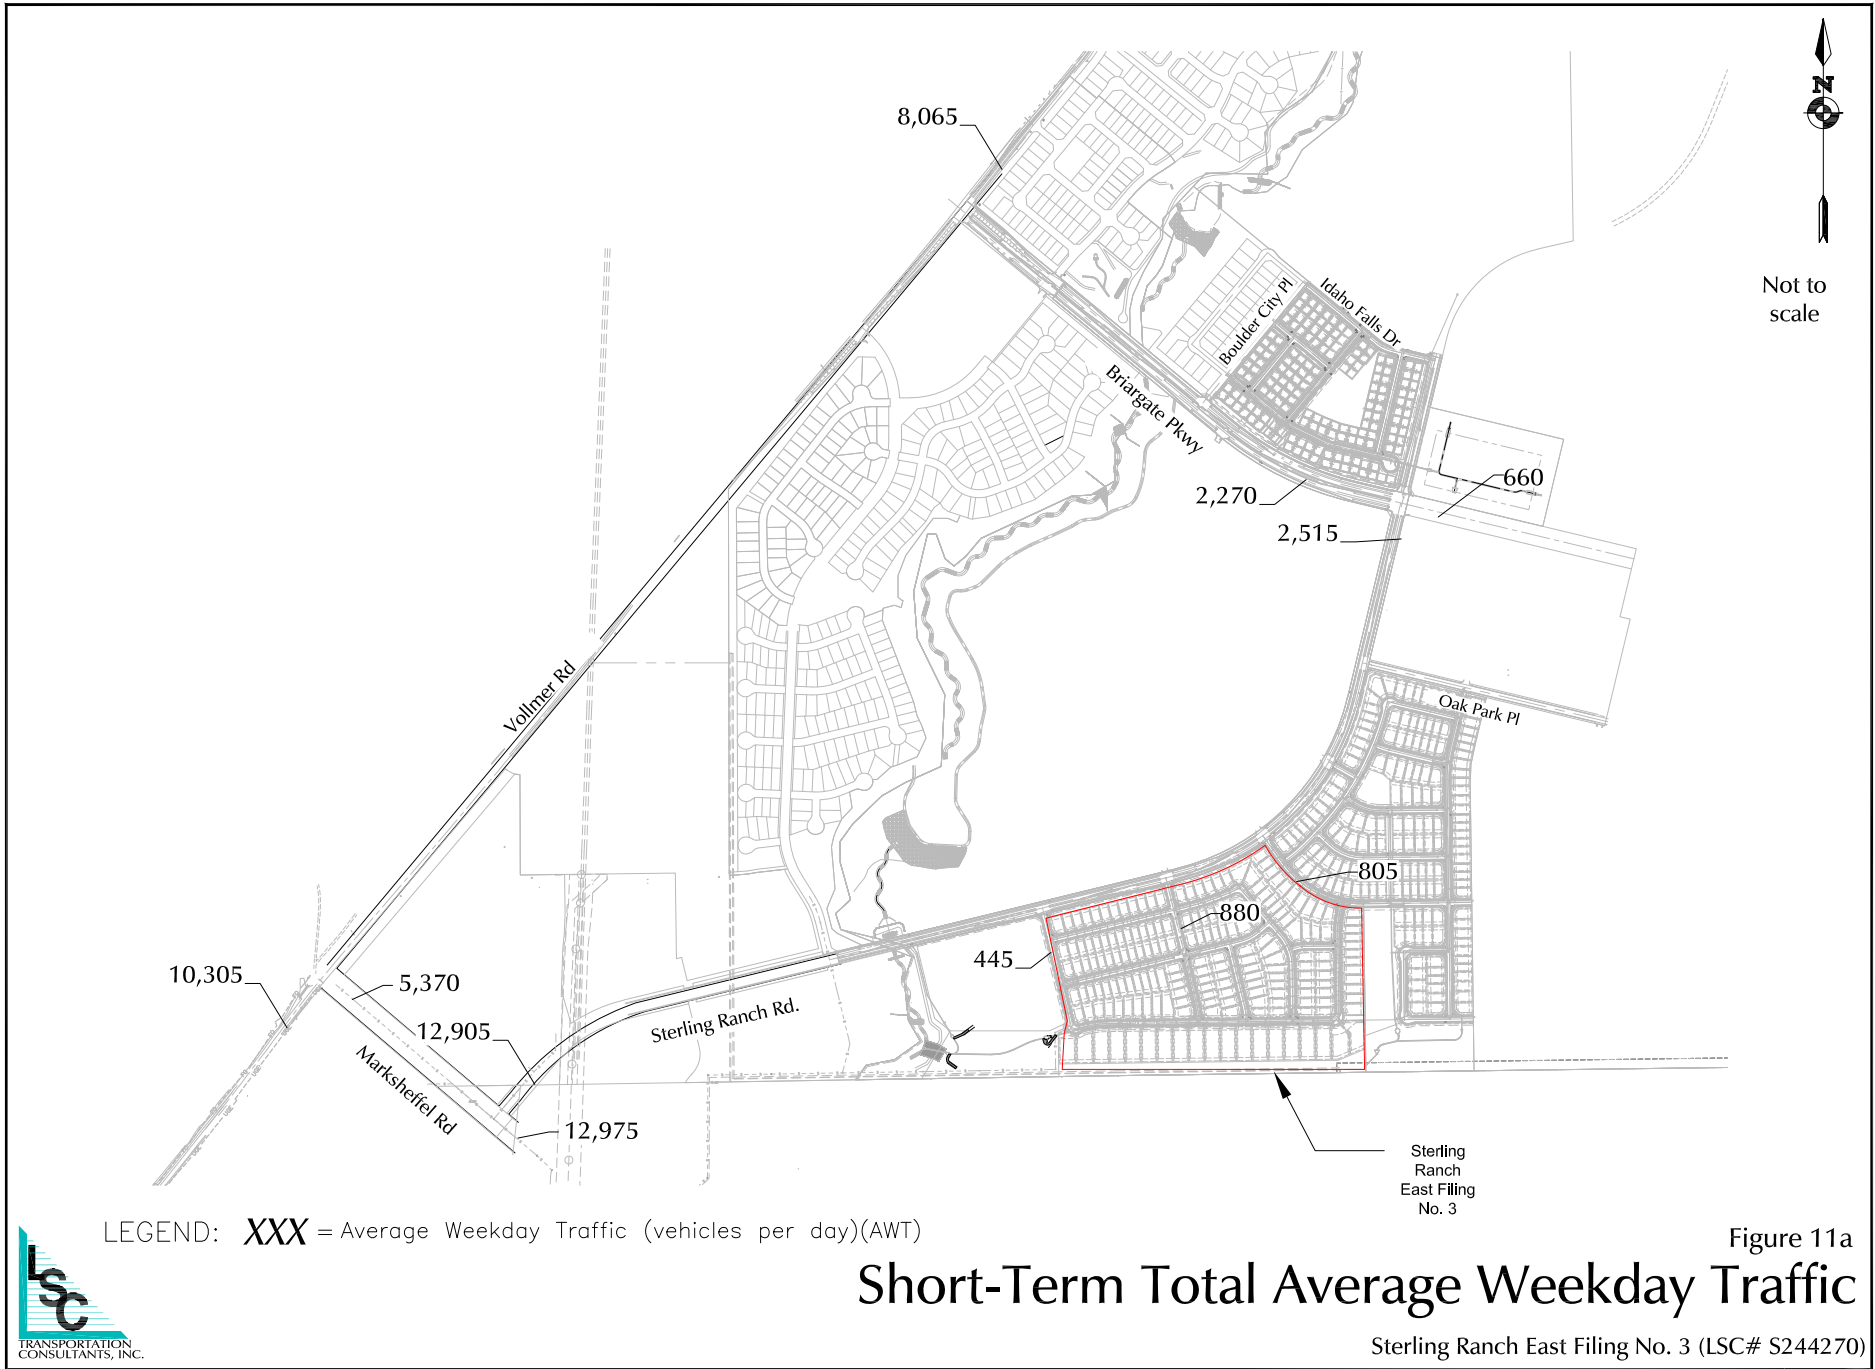 8,065
N
Not to
scale
Boulder City Pl
Idaho Falls Dr
Briargate Pkwy
660
2,270
2,515
Vollmer Rd
Oak Park Pl
805
880
445
10,305
5,370
12,905
Sterling Ranch Rd.
Marksheffel Rd
12,975
Sterling
Ranch
East Filing
No. 3
LEGEND: XXX = Average Weekday Traffic (vehicles per day)(AWT)
Figure 11a
Short-Term Total Average Weekday Traffic
Sterling Ranch East Filing No. 3 (LSC# S244270)
LSC
TRANSPORTATION
CONSULTANTS, INC.